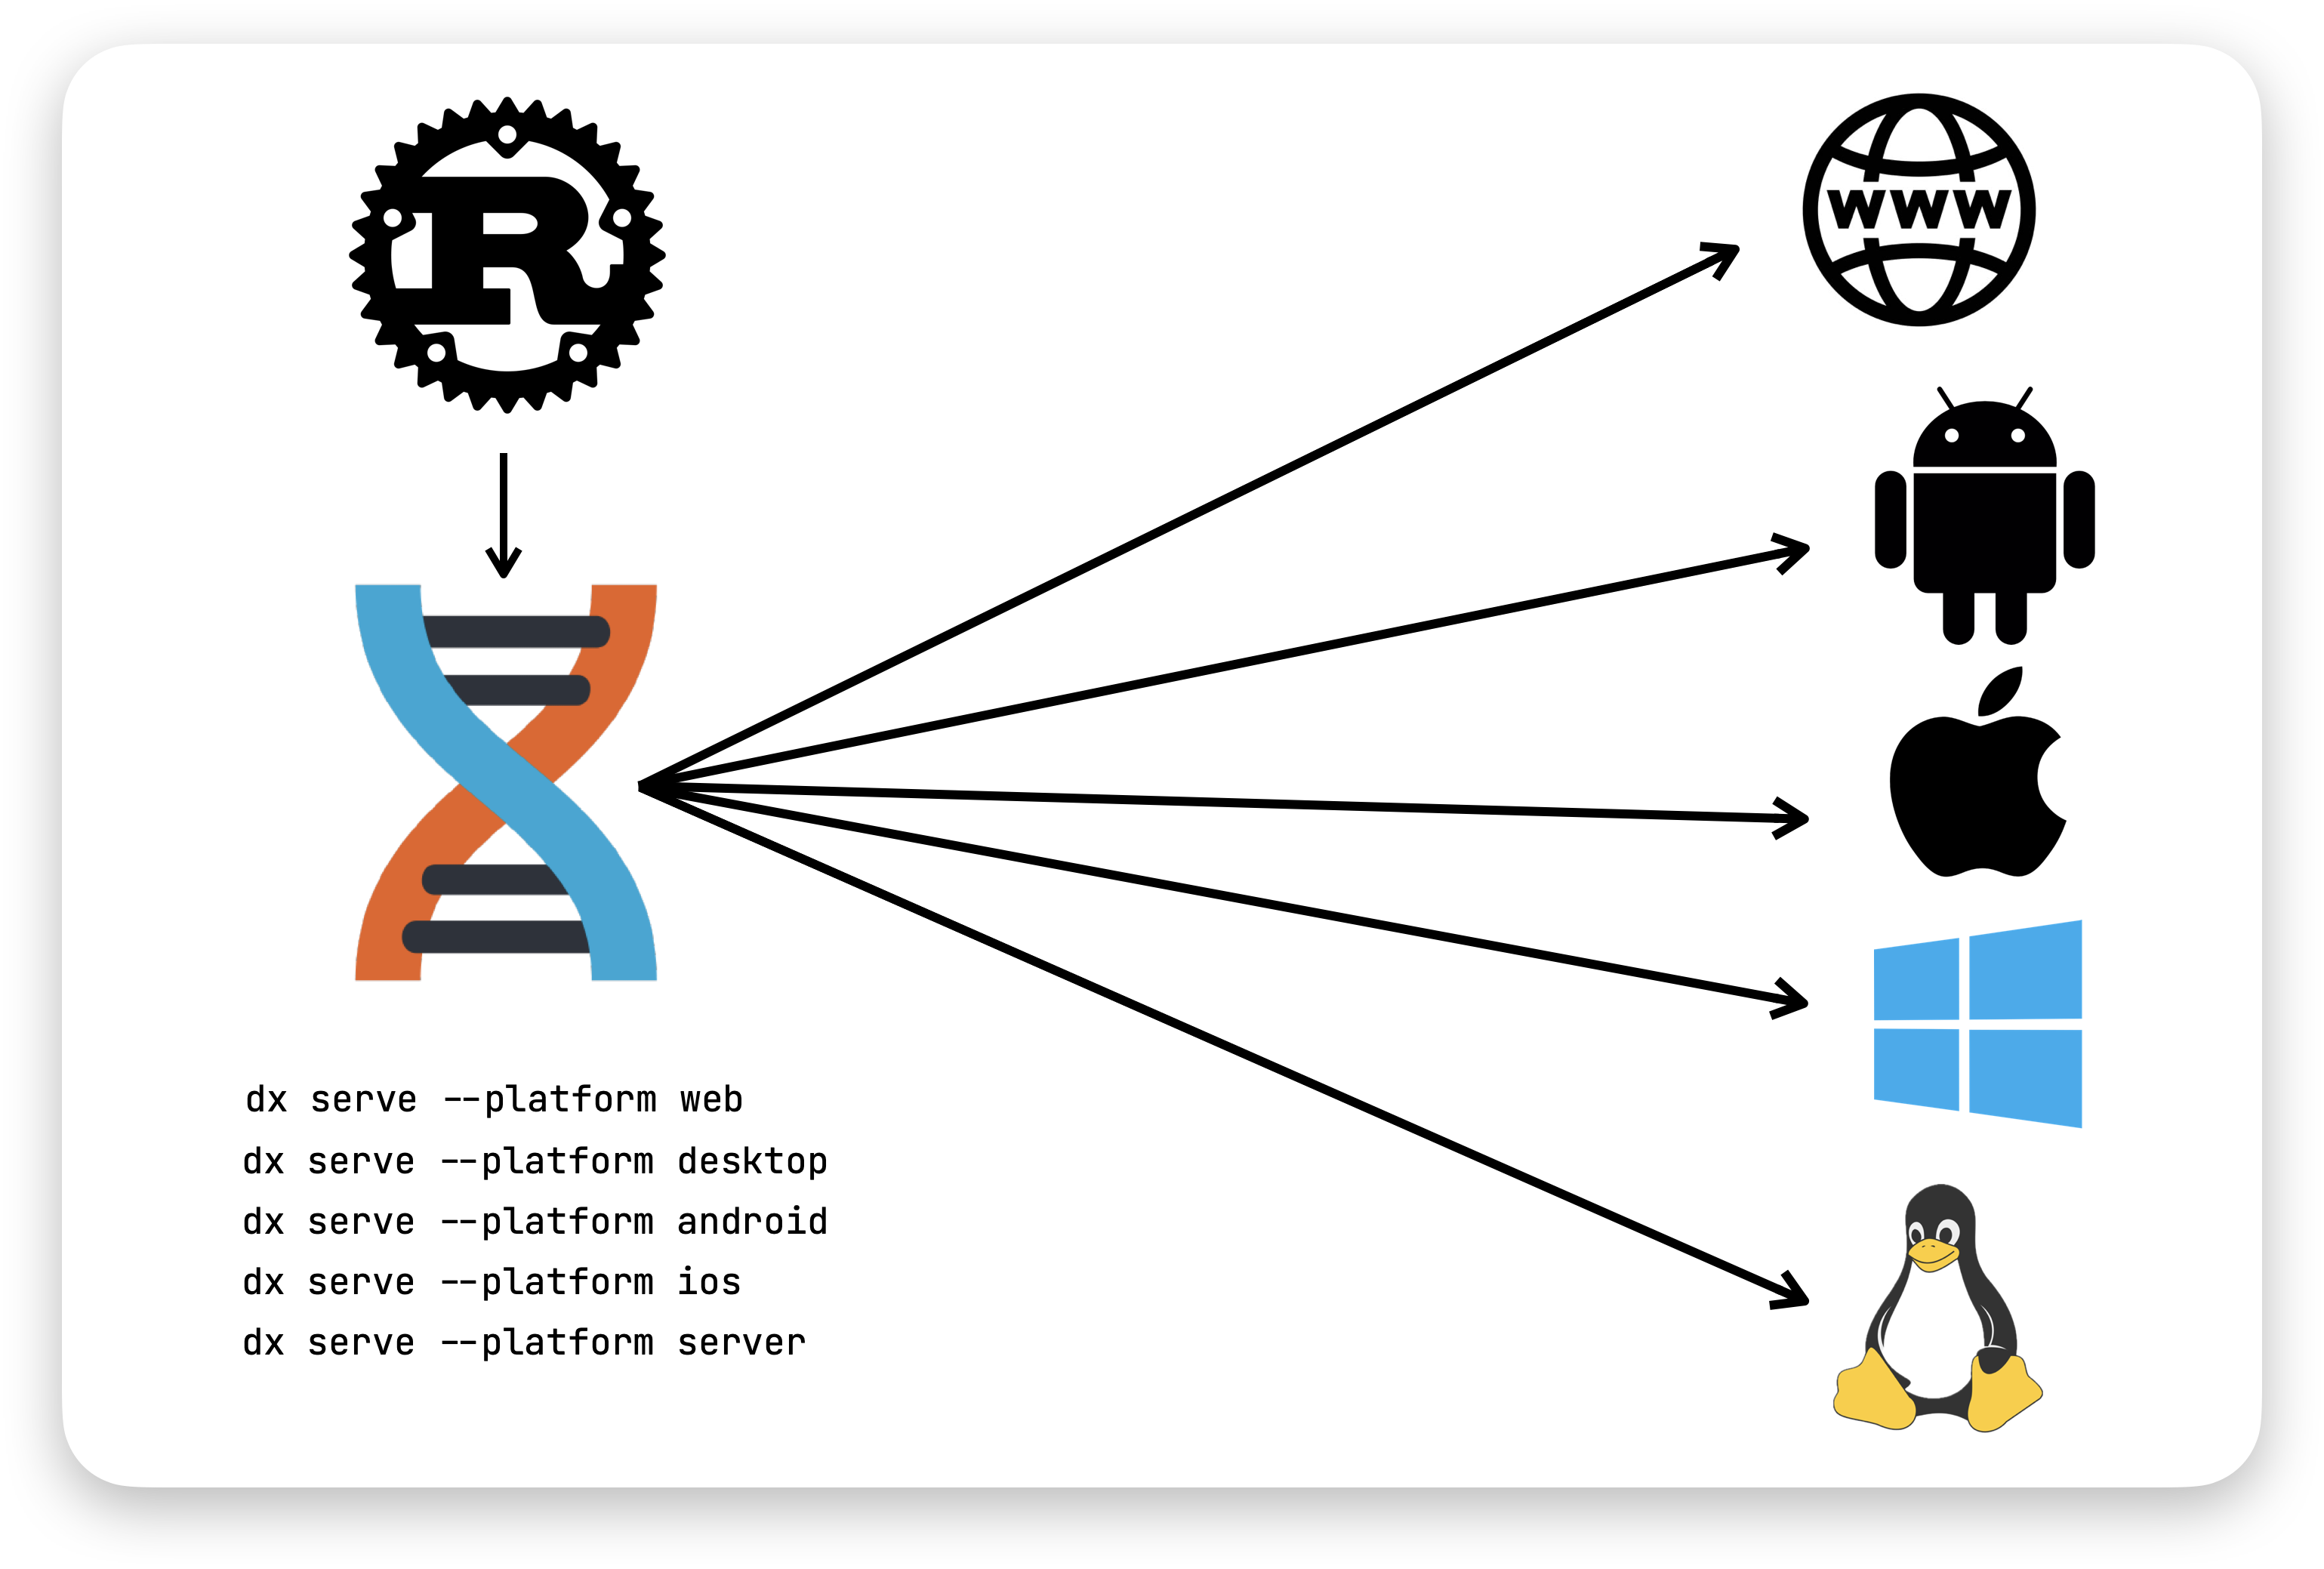 R
www
dx serve --platform web
dx serve --platform desktop
dx serve --platform android
dx serve --platform ios
dx serve --platform server